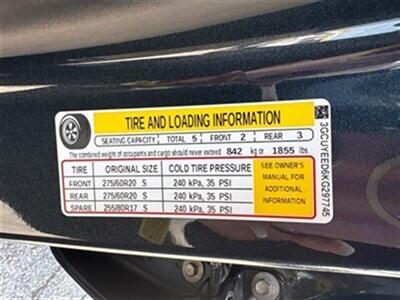 TIRE AND LOADING INFORMATION
SEATING CAPACITY TOTAL 5 FRONT 2 REAR 3
The combined weight of occupants and cargo should never exceed 842 kg or 1855 lbs.
TIRE ORIGINAL SIZE COLD TIRE PRESSURE
FRONT 275/60R20 S 240 kPa, 35 PSI
REAR 275/60R20 S 240 kPa, 35 PSI
SPARE 255/80R17 S 240 kPa, 35 PSI
SEE OWNER'S
MANUAL FOR
ADDITIONAL
INFORMATION
3GCUYEED6KG297745